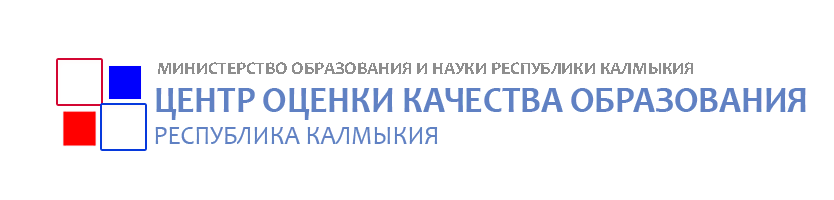 МИНИСТЕРСТВО ОБРАЗОВАНИЯ И НАУКИ РЕСПУБЛИКИ КАЛМЫКИЯ
ЦЕНТР ОЦЕНКИ КАЧЕСТВА ОБРАЗОВАНИЯ
РЕСПУБЛИКА КАЛМЫКИЯ